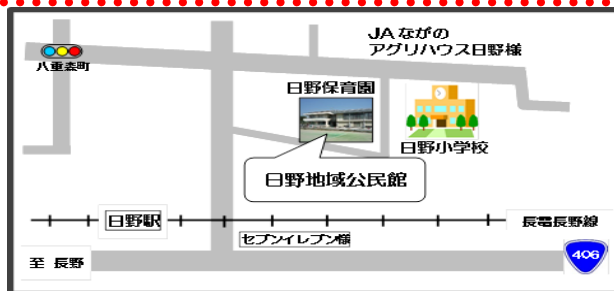 JAながの
アグリハウス日野様
八重森町
日野保育園
日野小学校
日野地域公民館
日野駅
長電長野線
セブンイレブン様
至 長野
406